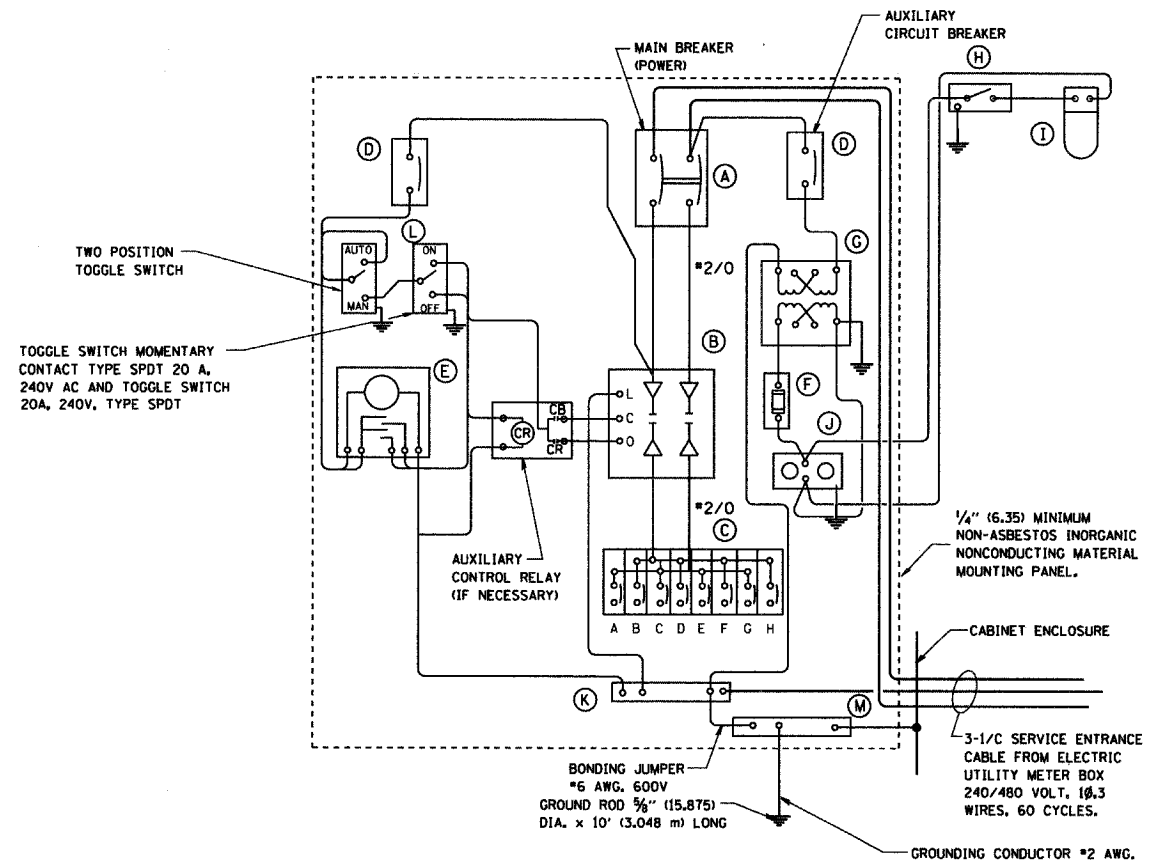 AUXILIARY
CIRCUIT BREAKER
MAIN BREAKER
(POWER)
H
I
D
A
D
TWO POSITION
TOGGLE SWITCH
L
AUTO
MAN
ON
OFF
*2/0
G
TOGGLE SWITCH MOMENTARY
CONTACT TYPE SPDT 20 A,
240V AC AND TOGGLE SWITCH
20A, 240V, TYPE SPDT
E
B
L
C
O
CR
CB
CR
F
J
*2/0
C
AUXILIARY
CONTROL RELAY
(IF NECESSARY)
1/4" (6.35) MINIMUM
NON-ASBESTOS INORGANIC
NONCONDUCTING MATERIAL
MOUNTING PANEL.
A B C D E F G H
CABINET ENCLOSURE
K
M
3-1/C SERVICE ENTRANCE
CABLE FROM ELECTRIC
UTILITY METER BOX
240/480 VOLT, 1Ø,3
WIRES, 60 CYCLES.
BONDING JUMPER
*6 AWG. 600V
GROUND ROD 5/8" (15.875)
DIA. x 10' (3.048 m) LONG
GROUNDING CONDUCTOR *2 AWG.